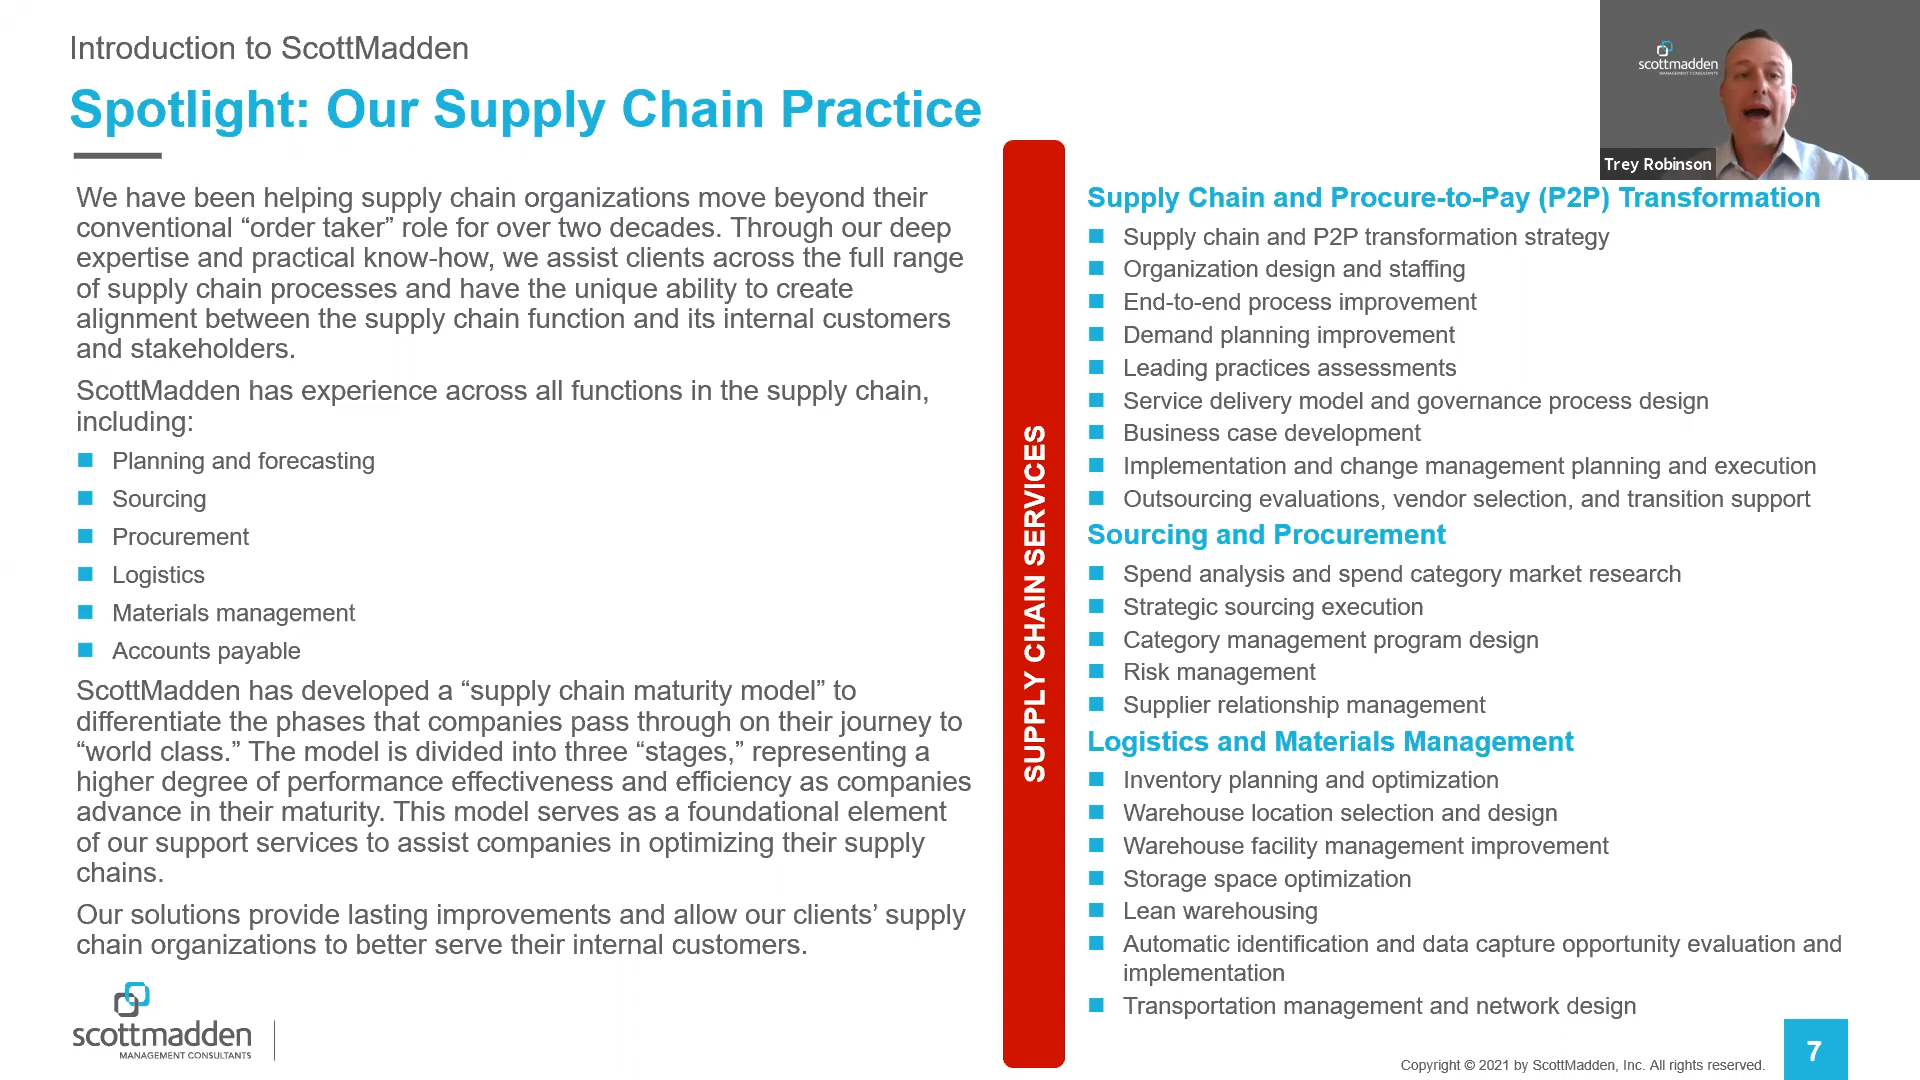 Introduction to ScottMadden
Spotlight: Our Supply Chain Practice
We have been helping supply chain organizations move beyond their
conventional “order taker” role for over two decades. Through our deep
expertise and practical know-how, we assist clients across the full range
of supply chain processes and have the unique ability to create
alignment between the supply chain function and its internal customers
and stakeholders.
ScottMadden has experience across all functions in the supply chain,
including:
Planning and forecasting
Sourcing
Procurement
Logistics
Materials management
Accounts payable
ScottMadden has developed a “supply chain maturity model” to
differentiate the phases that companies pass through on their journey to
“world class.” The model is divided into three “stages,” representing a
higher degree of performance effectiveness and efficiency as companies
advance in their maturity. This model serves as a foundational element
of our support services to assist companies in optimizing their supply
chains.
Our solutions provide lasting improvements and allow our clients’ supply
chain organizations to better serve their internal customers.
scottmadden
MANAGEMENT CONSULTANTS
SUPPLY CHAIN SERVICES
scottmadden
MANAGEMENT CONSULTANTS
Trey Robinson
Supply Chain and Procure-to-Pay (P2P) Transformation
Supply chain and P2P transformation strategy
Organization design and staffing
End-to-end process improvement
Demand planning improvement
Leading practices assessments
Service delivery model and governance process design
Business case development
Implementation and change management planning and execution
Outsourcing evaluations, vendor selection, and transition support
Sourcing and Procurement
Spend analysis and spend category market research
Strategic sourcing execution
Category management program design
Risk management
Supplier relationship management
Logistics and Materials Management
Inventory planning and optimization
Warehouse location selection and design
Warehouse facility management improvement
Storage space optimization
Lean warehousing
Automatic identification and data capture opportunity evaluation and
implementation
Transportation management and network design
Copyright © 2021 by ScottMadden, Inc. All rights reserved.
7